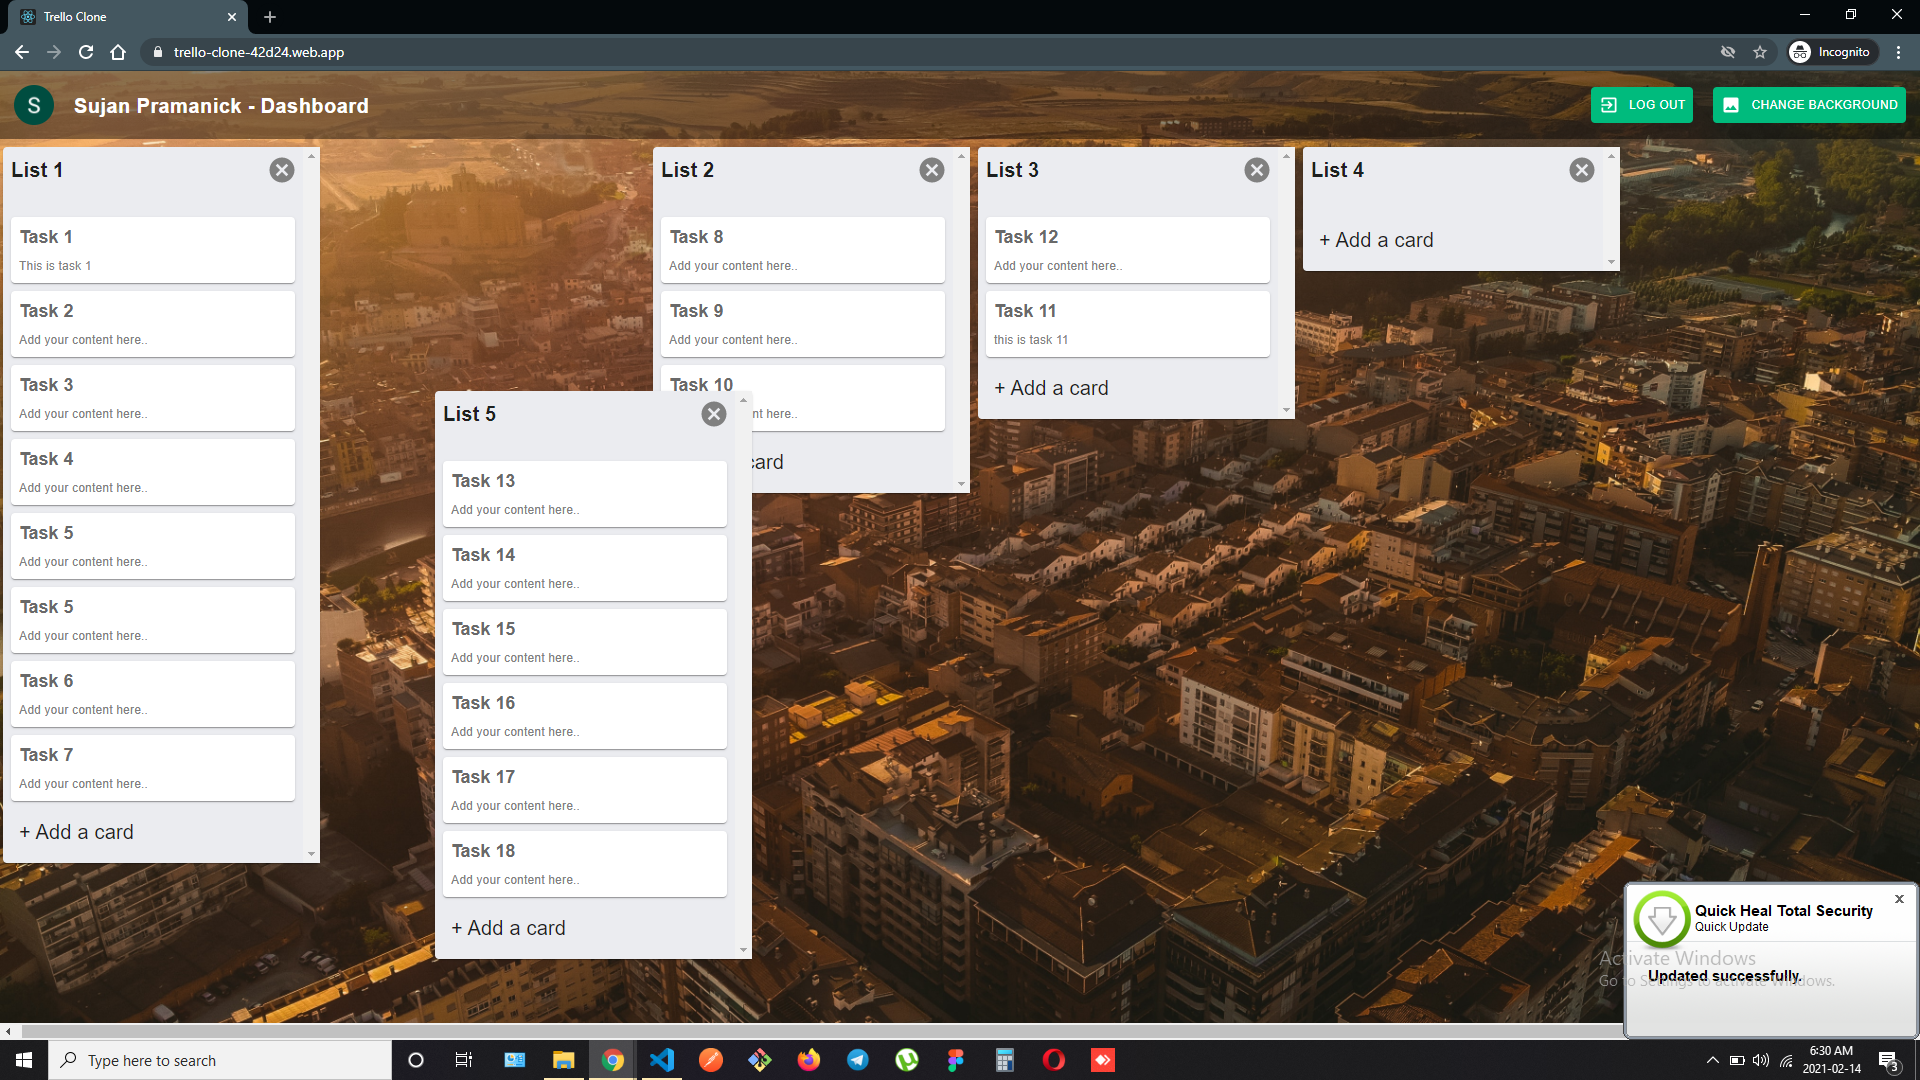 Trello Clone
trello-clone-42d24.web.app
Incognito
S
Sujan Pramanick - Dashboard
LOG OUT
CHANGE BACKGROUND
List 1
Task 1
This is task 1
Task 2
Add your content here..
Task 3
Add your content here..
Task 4
Add your content here..
Task 5
Add your content here..
Task 5
Add your content here..
Task 6
Add your content here..
Task 7
Add your content here..
+ Add a card
List 5
Task 13
Add your content here..
Task 14
Add your content here..
Task 15
Add your content here..
Task 16
Add your content here..
Task 17
Add your content here..
Task 18
Add your content here..
+ Add a card
List 2
Task 8
Add your content here..
Task 9
Add your content here..
Task 10
here..
card
List 3
Task 12
Add your content here..
Task 11
this is task 11
+ Add a card
List 4
+ Add a card
Quick Heal Total Security
Quick Update
Updated successfully.
Activate Windows
Go to Settings to activate Windows.
Type here to search
6:30 AM
2021-02-14
3